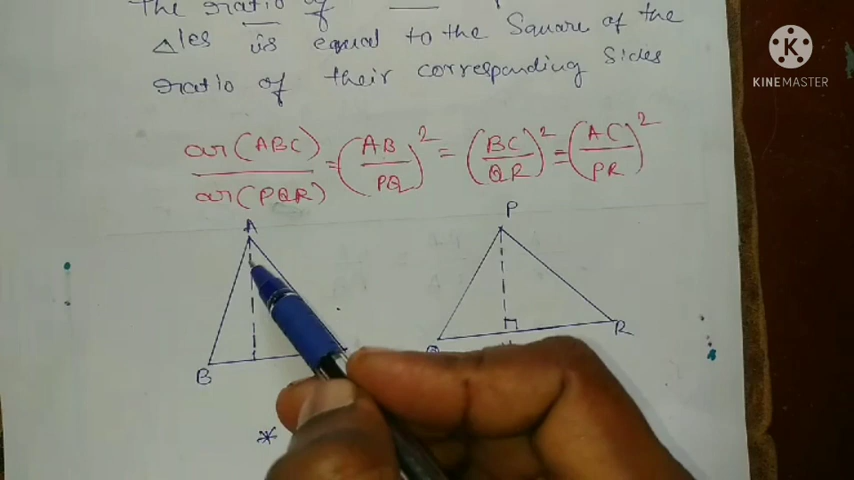 The ratio of
△les is equal to the Square of the
ratio of their corresponding Sides
ar(ABC)/ar(PQR) = (AB/PQ)² = (BC/QR)² = (AC/PR)²
A
P
B
R
*
K
KINEMASTER